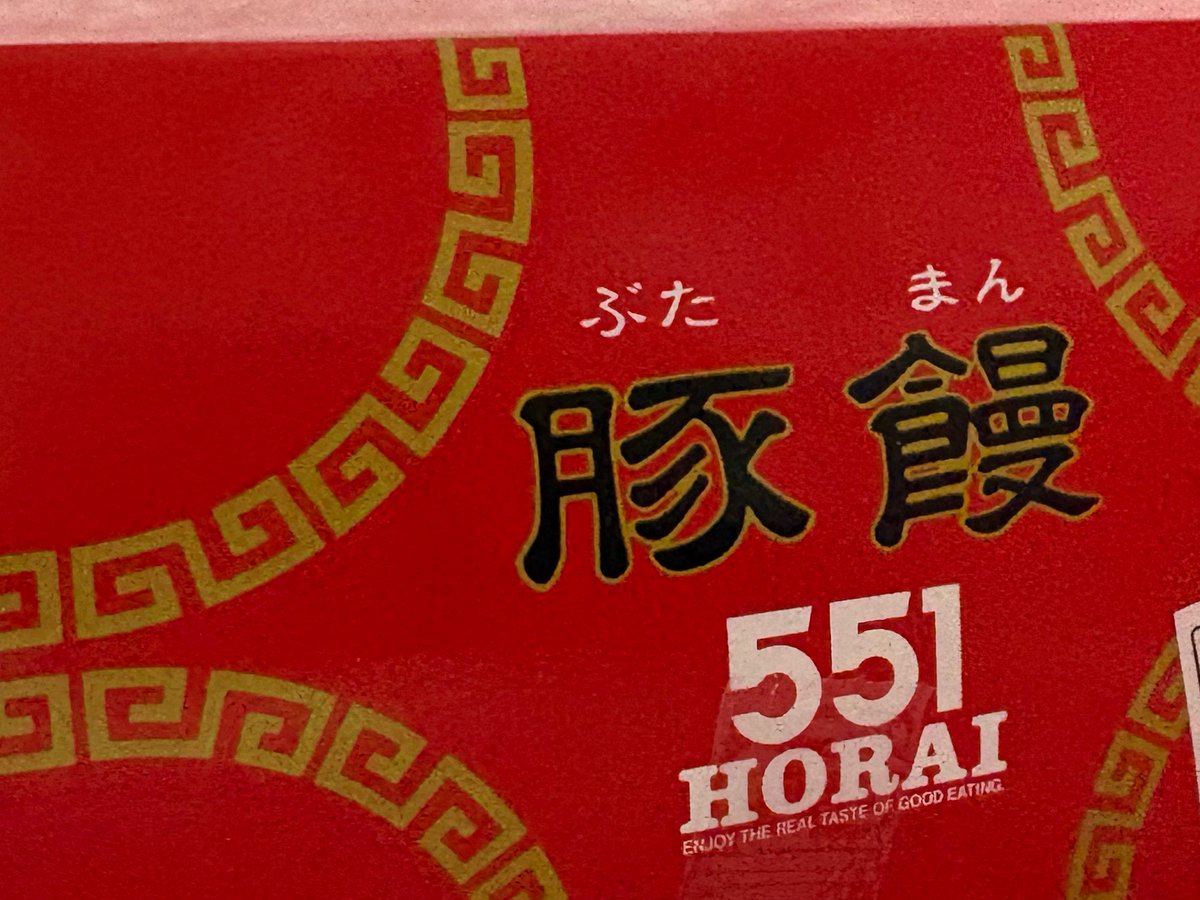 ぶた まん
豚饅
551
HORAI
ENJOY THE REAL TASTE OF GOOD EATING.